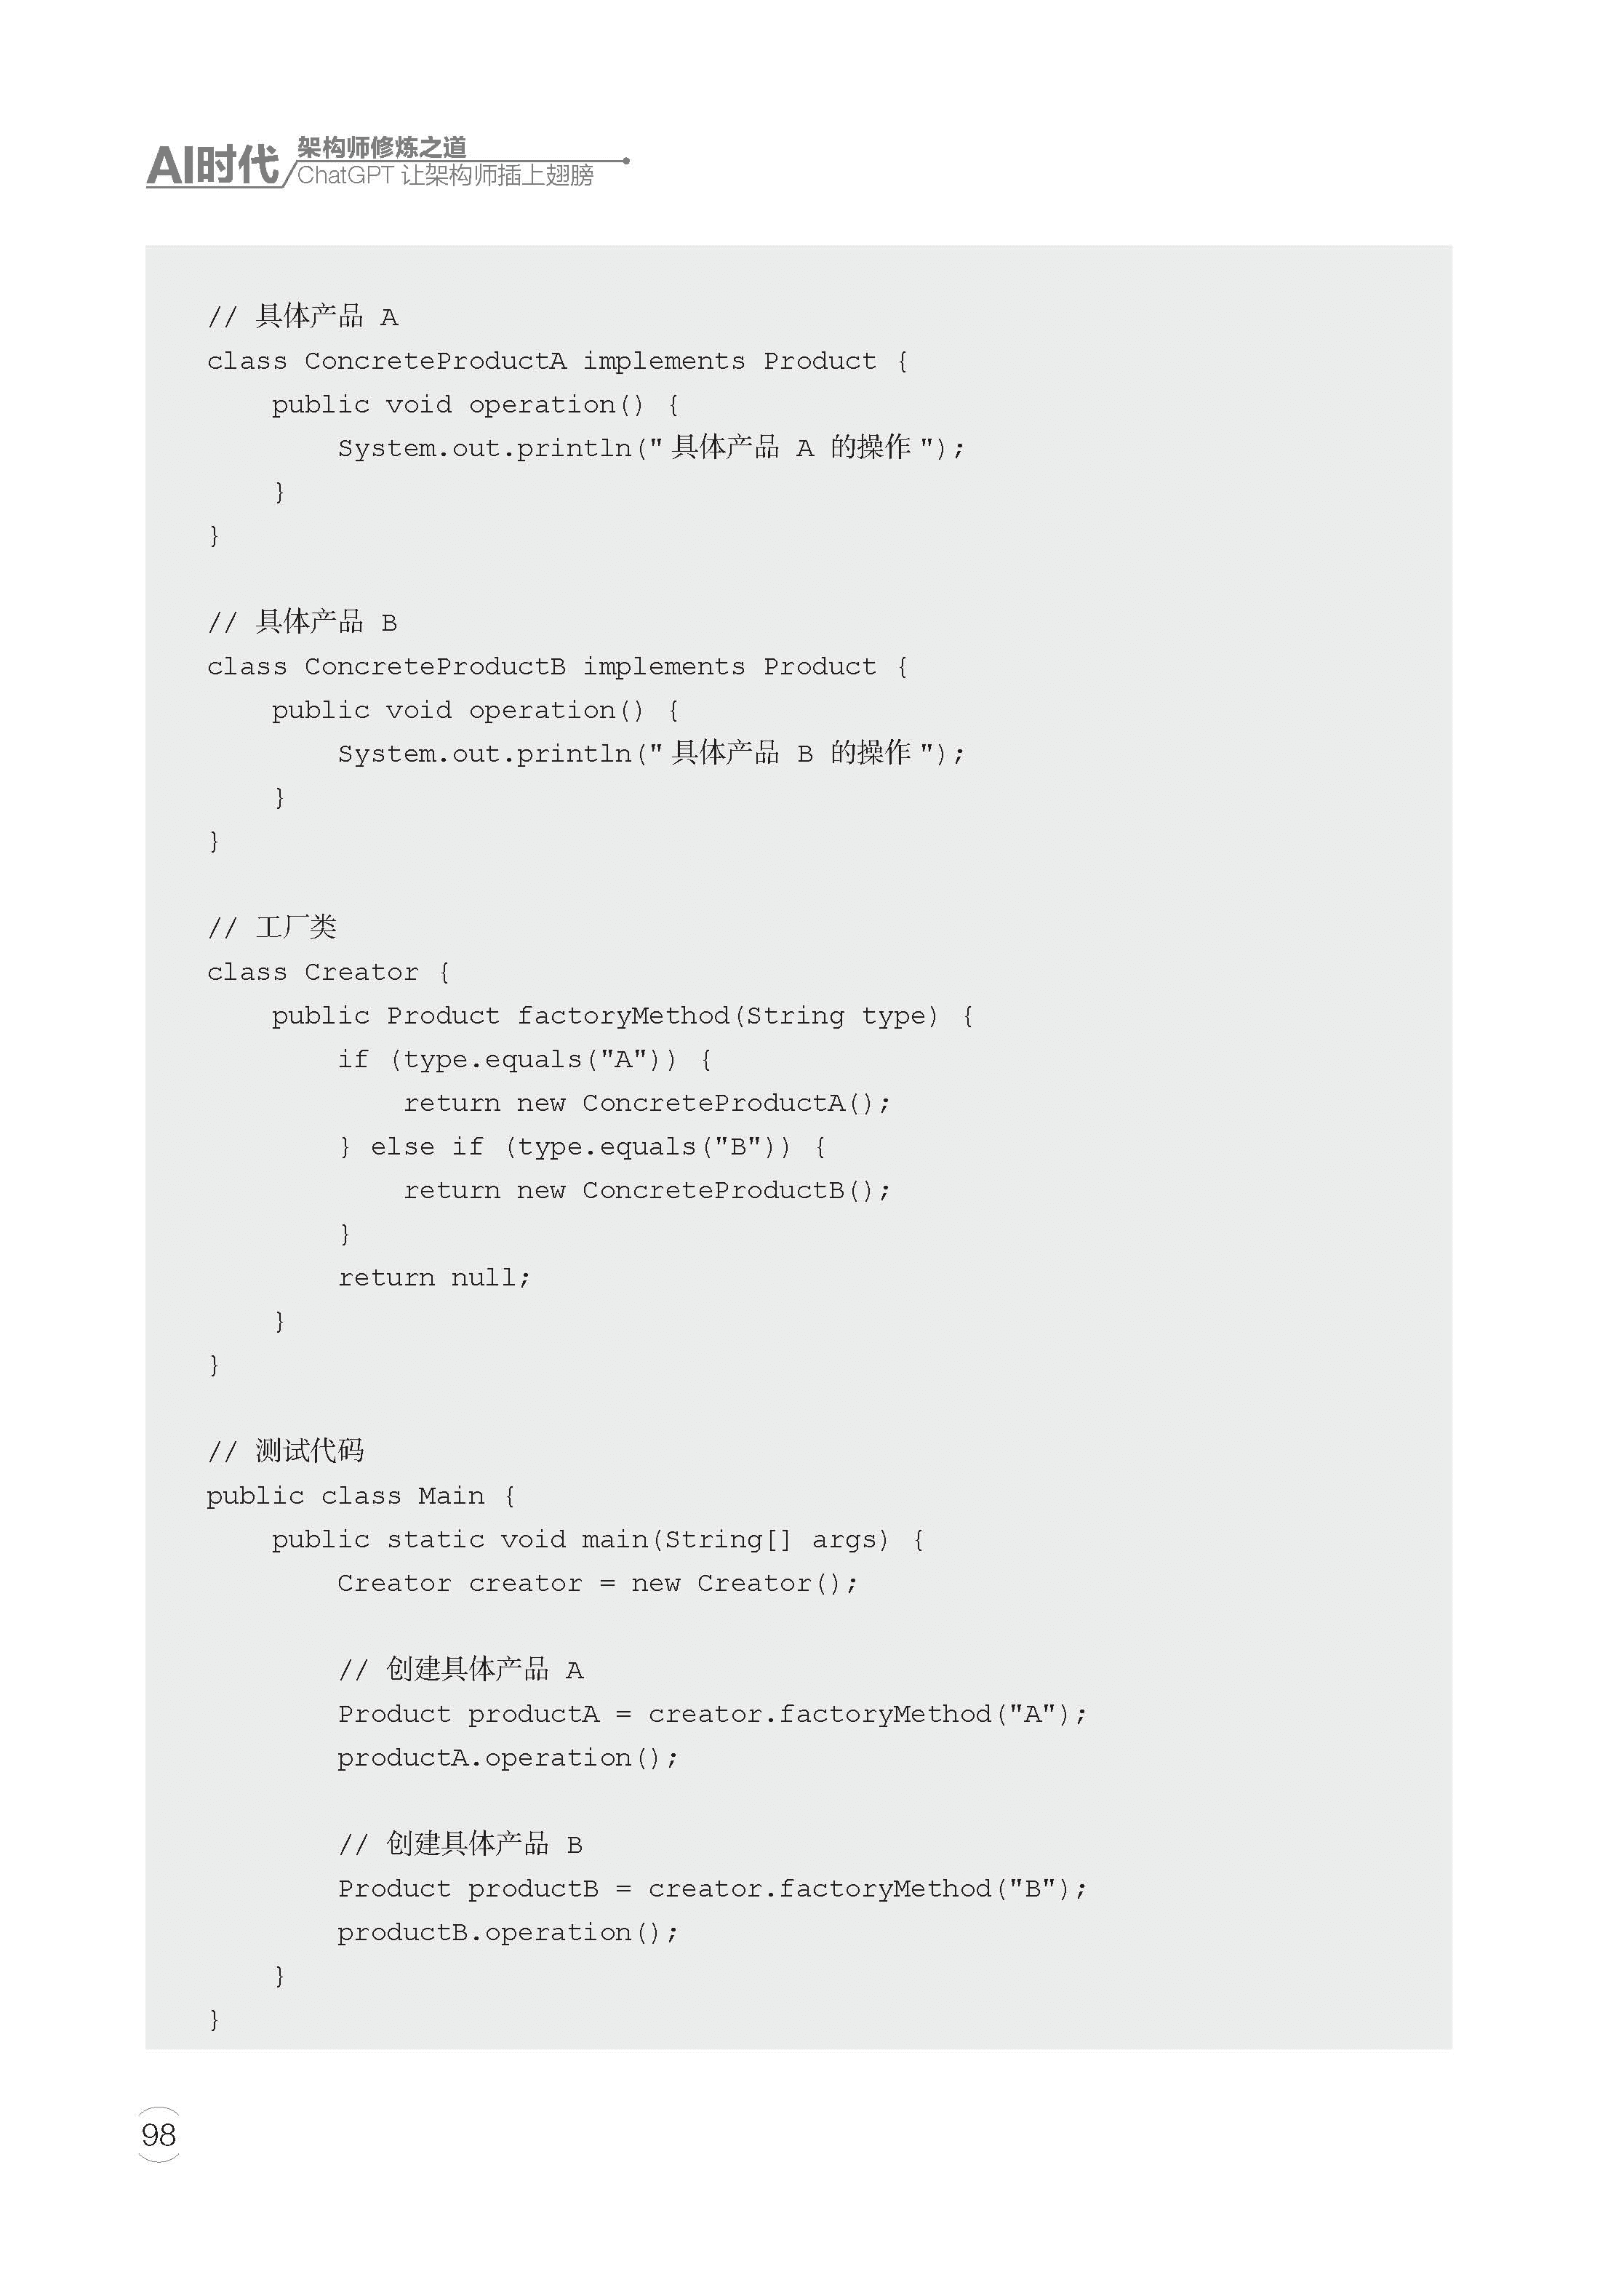 AI时代
架构师修炼之道
ChatGPT 让架构师插上翅膀
// 具体产品 A
class ConcreteProductA implements Product {
    public void operation() {
        System.out.println(" 具体产品 A 的操作 ");
    }
}

// 具体产品 B
class ConcreteProductB implements Product {
    public void operation() {
        System.out.println(" 具体产品 B 的操作 ");
    }
}

// 工厂类
class Creator {
    public Product factoryMethod(String type) {
        if (type.equals("A")) {
            return new ConcreteProductA();
        } else if (type.equals("B")) {
            return new ConcreteProductB();
        }
        return null;
    }
}

// 测试代码
public class Main {
    public static void main(String[] args) {
        Creator creator = new Creator();

        // 创建具体产品 A
        Product productA = creator.factoryMethod("A");
        productA.operation();

        // 创建具体产品 B
        Product productB = creator.factoryMethod("B");
        productB.operation();
    }
}
98